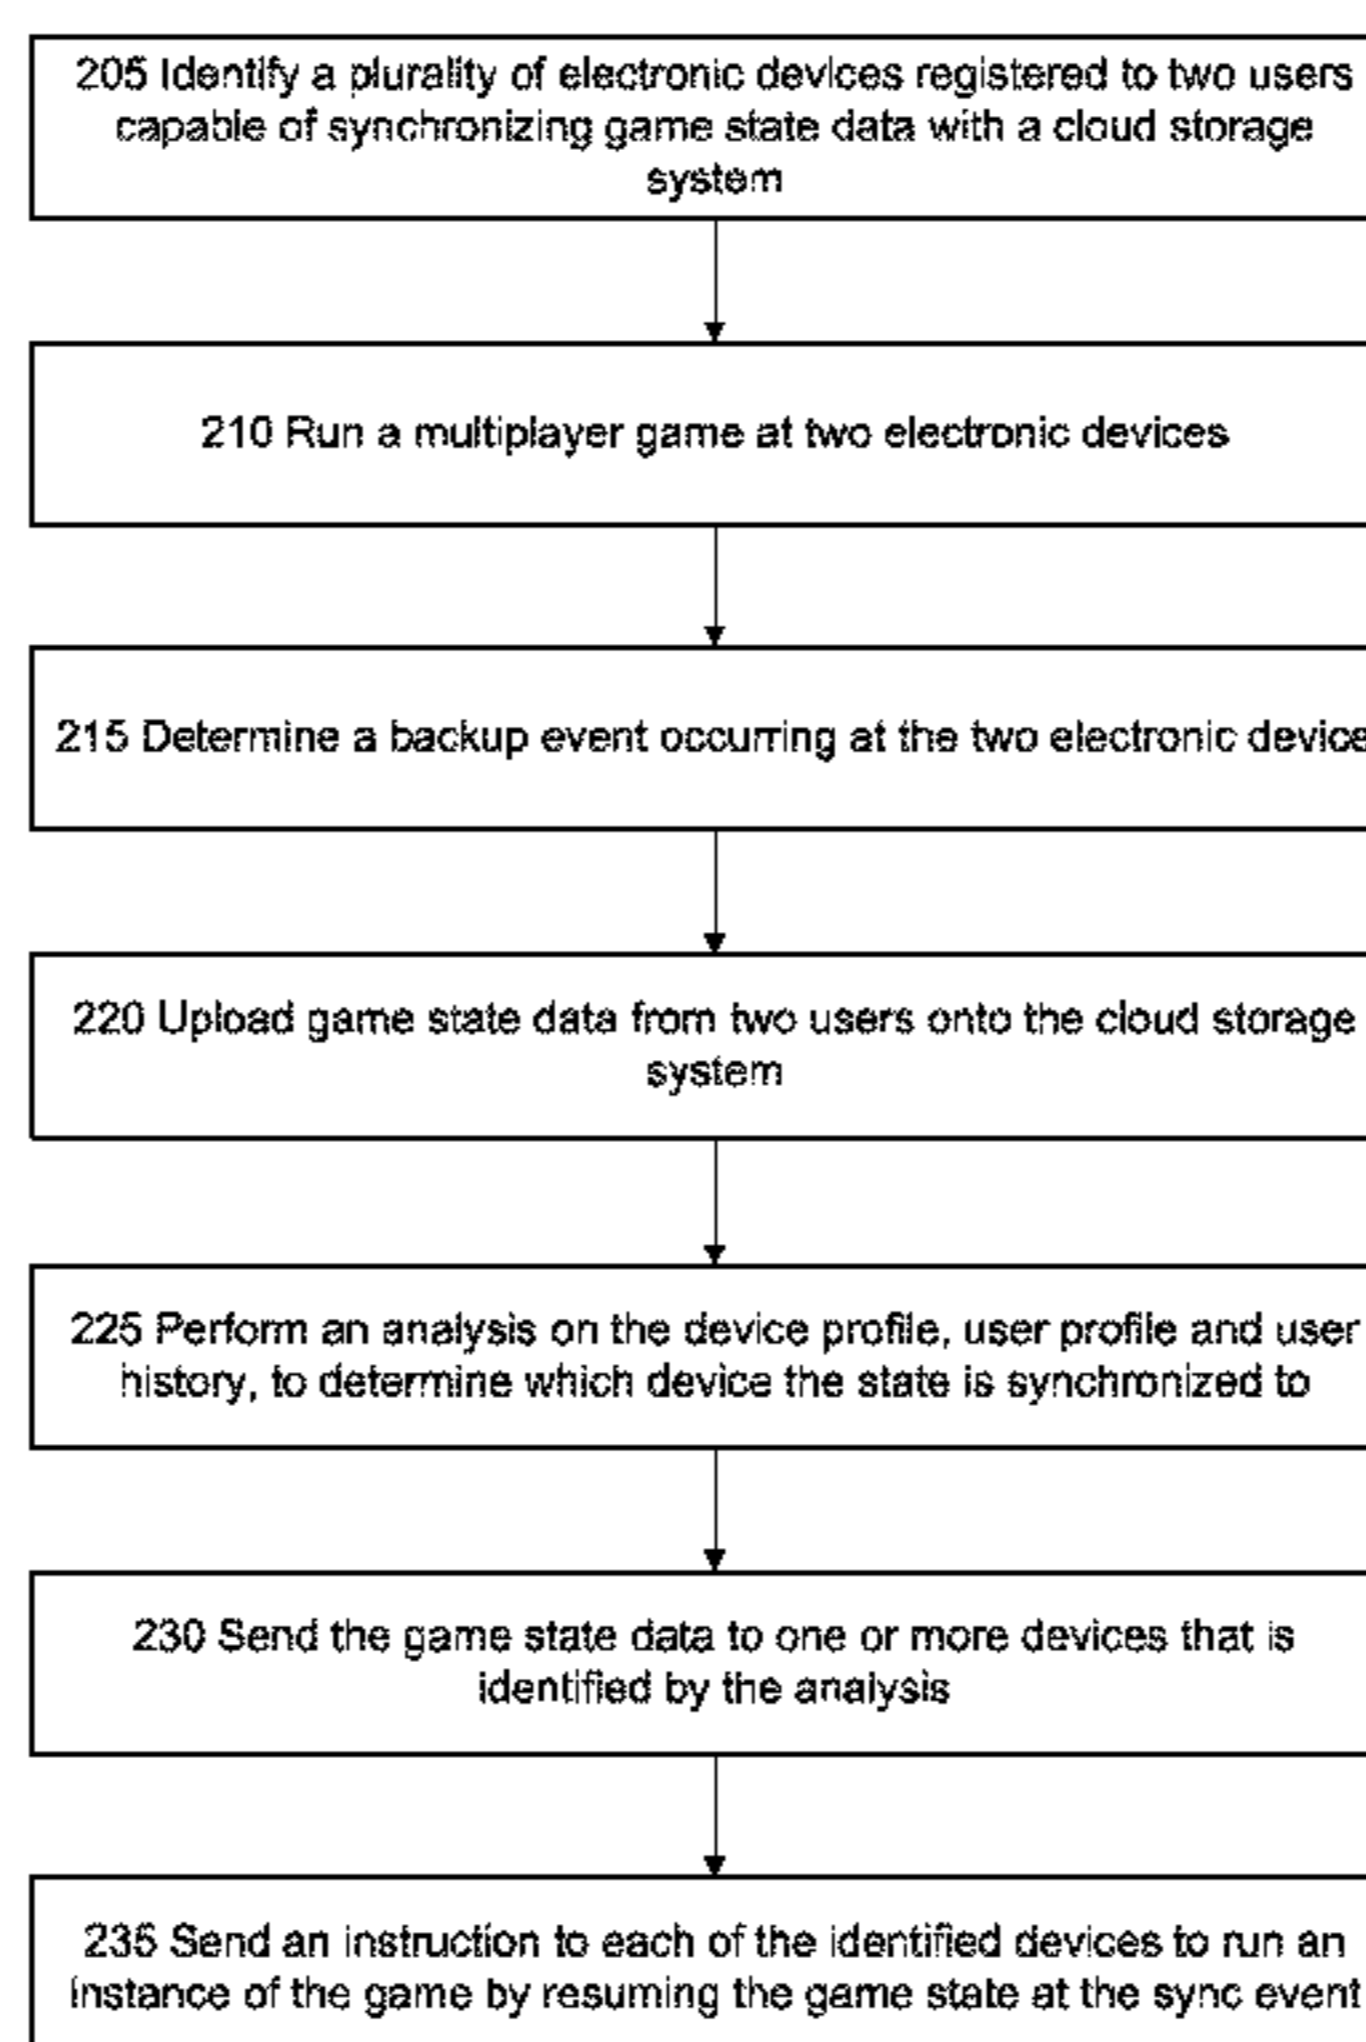 205 Identify a plurality of electronic devices registered to two users
capable of synchronizing game state data with a cloud storage
system
210 Run a multiplayer game at two electronic devices
215 Determine a backup event occurring at the two electronic device
220 Upload game state data from two users onto the cloud storage
system
225 Perform an analysis on the device profile, user profile and user
history, to determine which device the state is synchronized to
230 Send the game state data to one or more devices that is
identified by the analysis
235 Send an instruction to each of the identified devices to run an
instance of the game by resuming the game state at the sync event